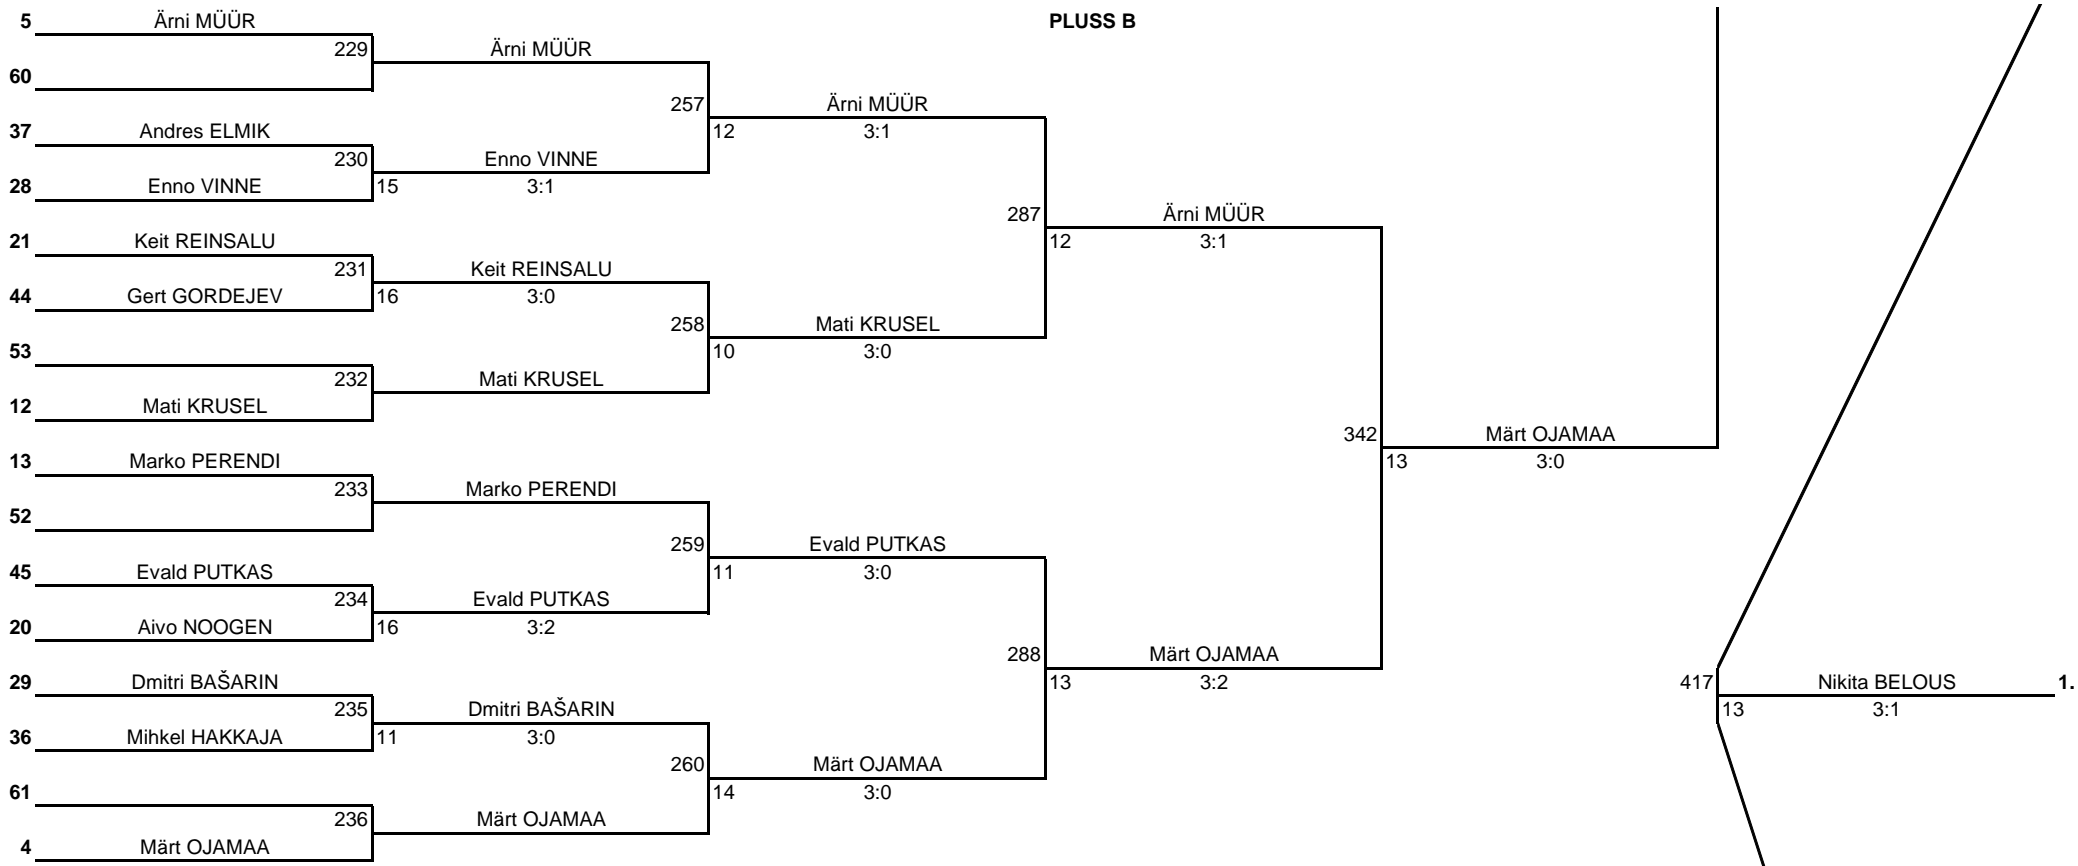 5 Ärni MÜÜR PLUSS B
229 Ärni MÜÜR
60
257 Ärni MÜÜR
37 Andres ELMIK 12 3:1
230 Enno VINNE
28 Enno VINNE 15 3:1
287 Ärni MÜÜR
21 Keit REINSALU 12 3:1
231 Keit REINSALU
44 Gert GORDEJEV 16 3:0
258 Mati KRUSEL
53 10 3:0
232 Mati KRUSEL
12 Mati KRUSEL
342 Märt OJAMAA
13 Marko PERENDI 13 3:0
233 Marko PERENDI
52
259 Evald PUTKAS
45 Evald PUTKAS 11 3:0
234 Evald PUTKAS
20 Aivo NOOGEN 16 3:2
288 Märt OJAMAA
29 Dmitri BAŠARIN 13 3:2 417 Nikita BELOUS 1.
235 Dmitri BAŠARIN 13 3:1
36 Mihkel HAKKAJA 11 3:0
260 Märt OJAMAA
61 14 3:0
236 Märt OJAMAA
4 Märt OJAMAA